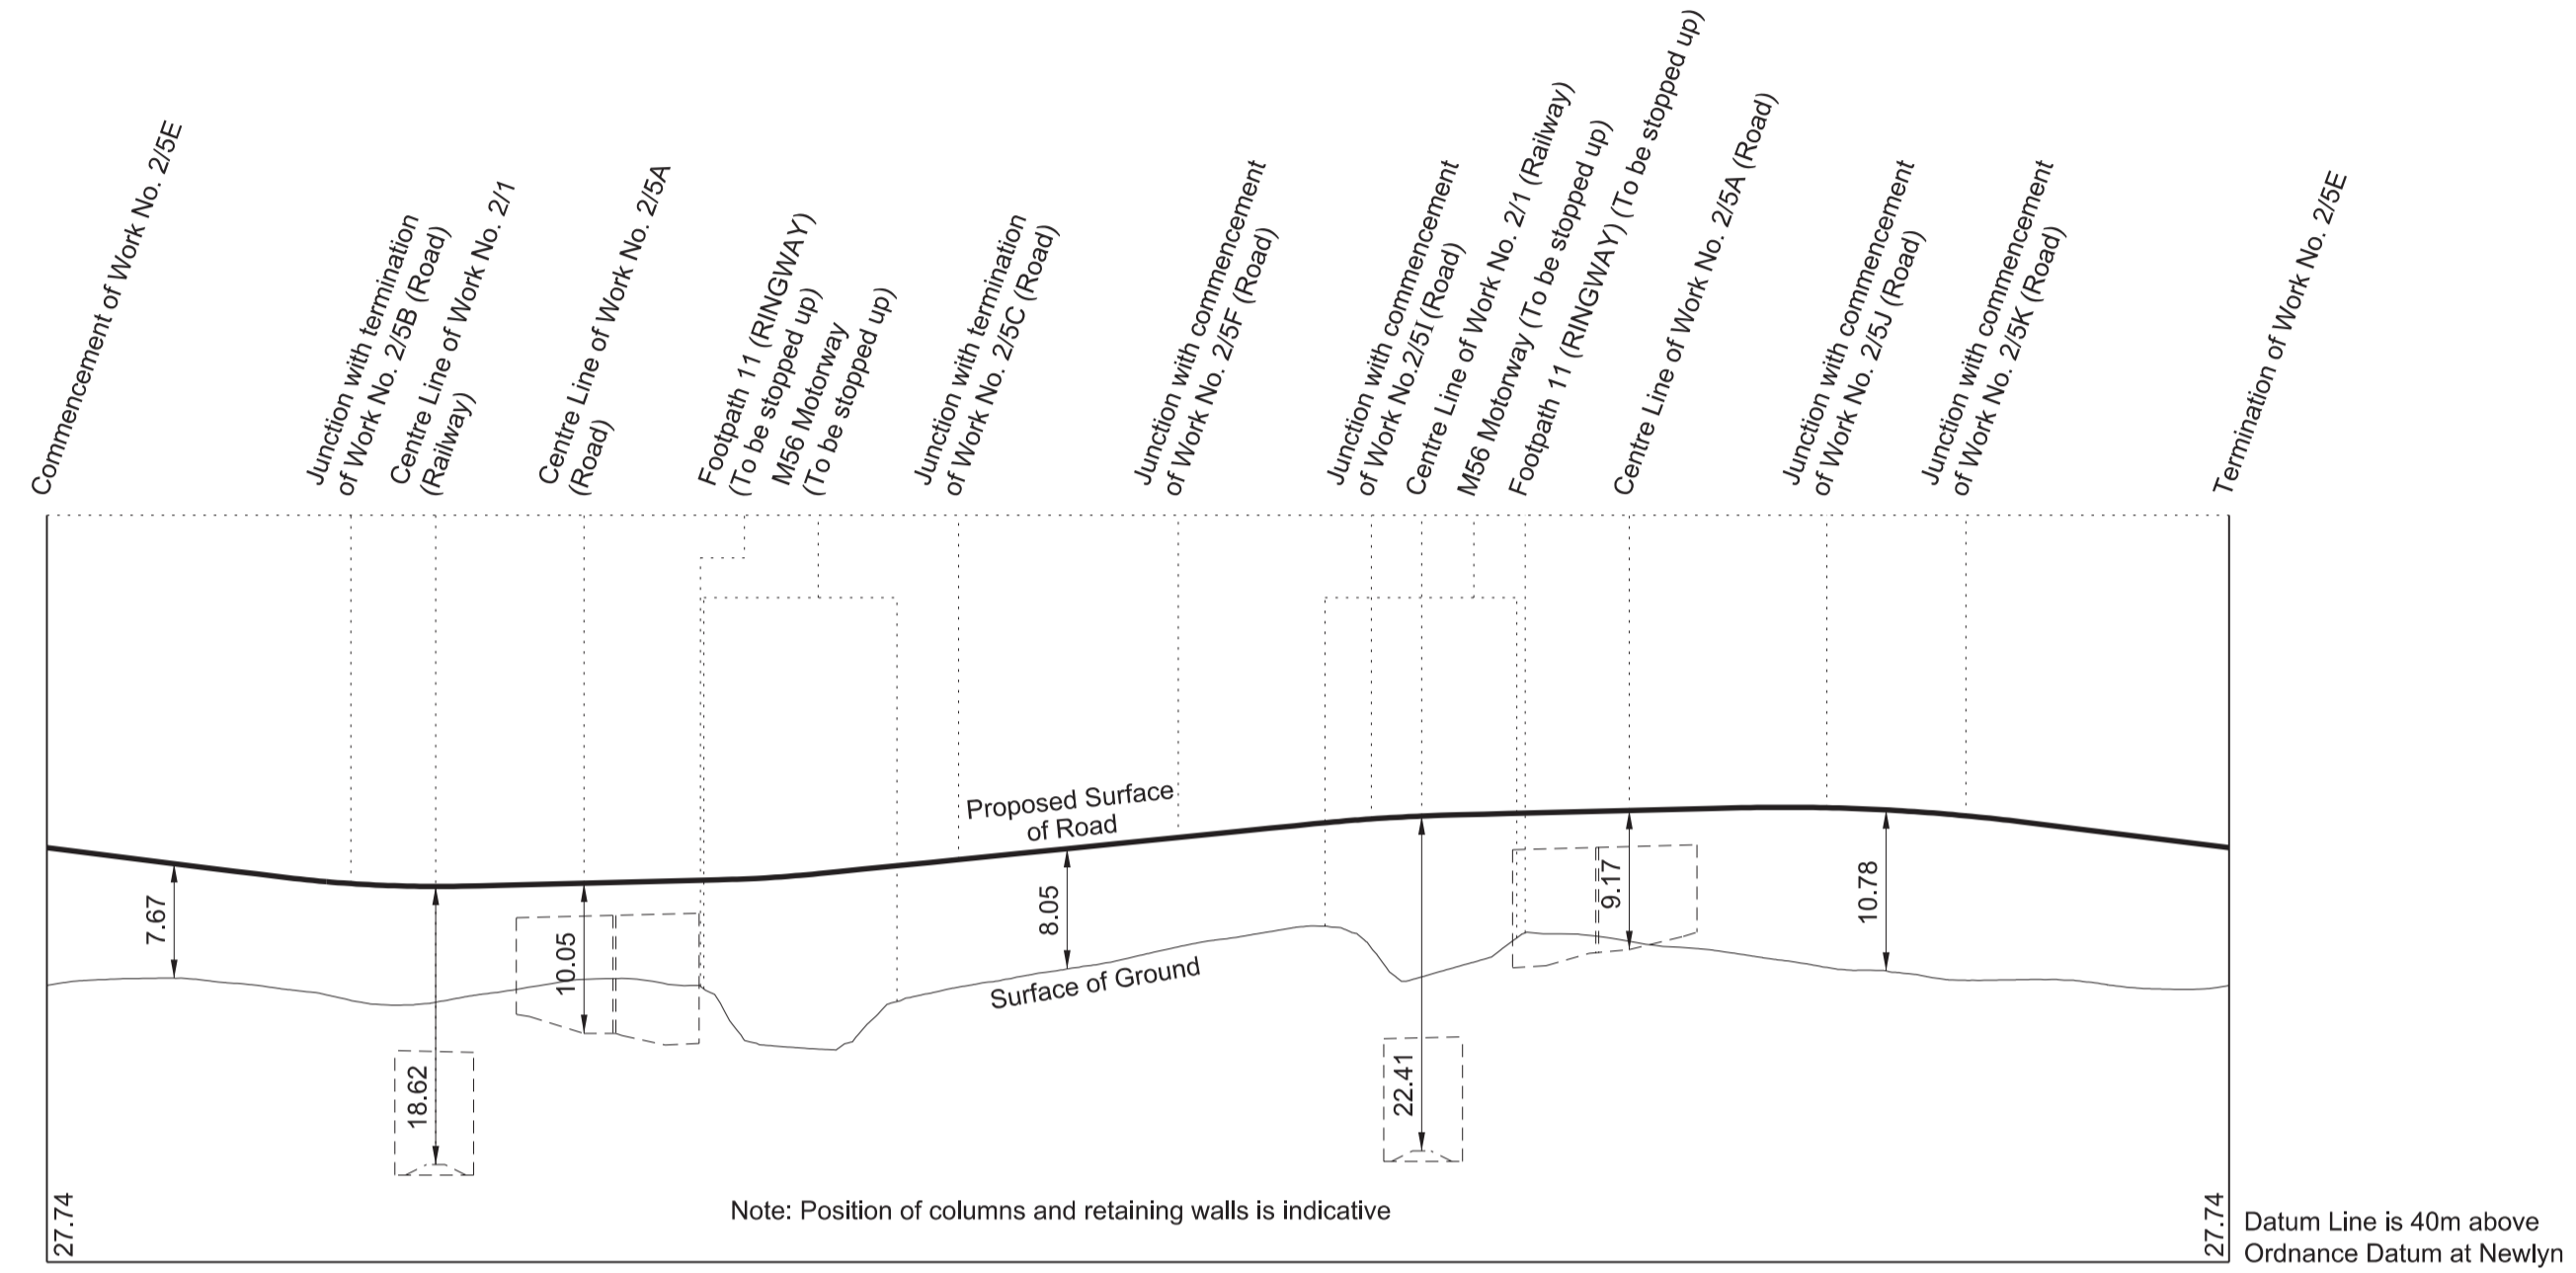 Commencement of Work No. 2/5E
Junction with termination
of Work No. 2/5B (Road)
Centre Line of Work No. 2/1
(Railway)
Centre Line of Work No. 2/5A
(Road)
Footpath 11 (RINGWAY)
(To be stopped up)
M56 Motorway
(To be stopped up)
Junction with termination
of Work No. 2/5C (Road)
Junction with commencement
of Work No. 2/5F (Road)
Junction with commencement
of Work No.2/5I (Road)
Centre Line of Work No. 2/1 (Railway)
M56 Motorway (To be stopped up)
Footpath 11 (RINGWAY) (To be stopped up)
Centre Line of Work No. 2/5A (Road)
Junction with commencement
of Work No. 2/5J (Road)
Junction with commencement
of Work No. 2/5K (Road)
Termination of Work No. 2/5E
Proposed Surface
of Road
7.67
10.05
8.05
9.17
10.78
Surface of Ground
18.62
22.41
27.74
Note: Position of columns and retaining walls is indicative
27.74
Datum Line is 40m above
Ordnance Datum at Newlyn